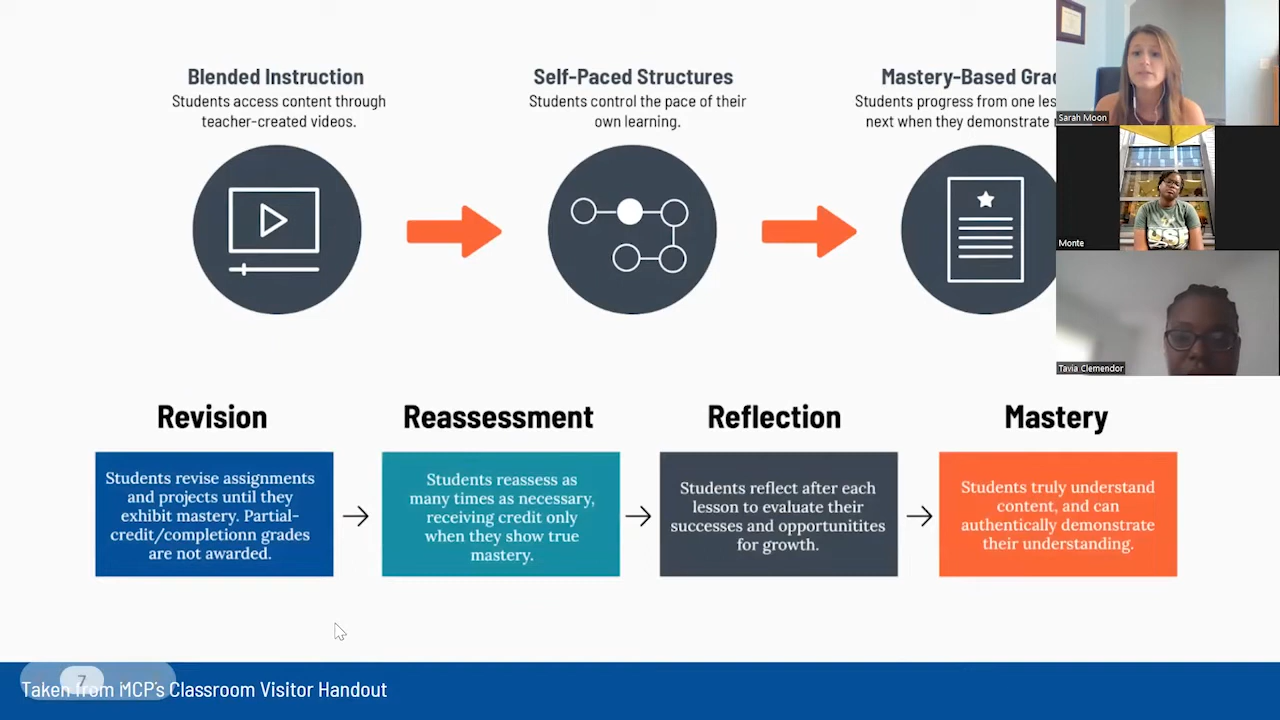 Blended Instruction
Students access content through
teacher-created videos.
Self-Paced Structures
Students control the pace of their
own learning.
Mastery-Based Grad
Students progress from one les
next when they demonstrate
Sarah Moon
Monte
Tavia Clemendor
Revision
Students revise assignments
and projects until they
exhibit mastery. Partial-
credit/completionn grades
are not awarded.
Reassessment
Students reassess as
many times as necessary,
receiving credit only
when they show true
mastery.
Reflection
Students reflect after each
lesson to evaluate their
successes and opportunitites
for growth.
Mastery
Students truly understand
content, and can
authentically demonstrate
their understanding.
7
Taken from MCP's Classroom Visitor Handout